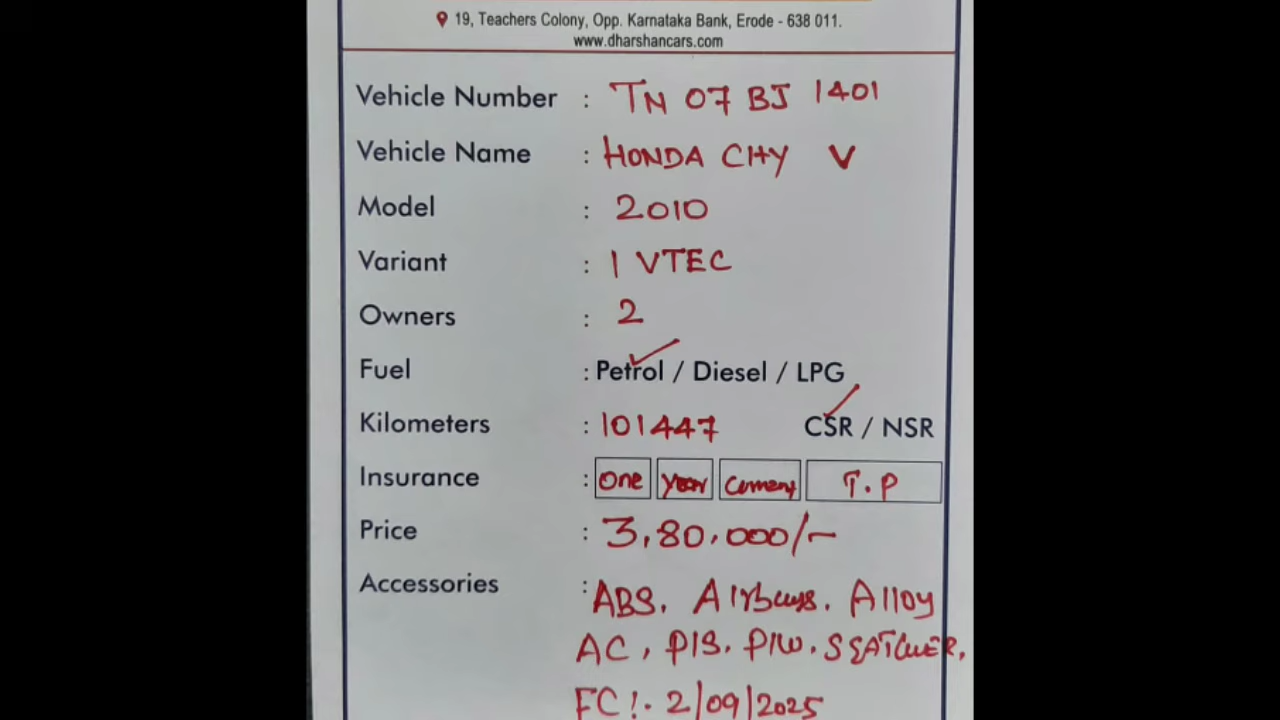 19, Teachers Colony, Opp. Karnataka Bank, Erode - 638 011.
www.dharshancars.com
Vehicle Number : TN 07 BJ 1401
Vehicle Name : HONDA CITY V
Model : 2010
Variant : I VTEC
Owners : 2
Fuel : Petrol / Diesel / LPG
Kilometers : 101447 CSR / NSR
Insurance : One Year Current T.P
Price : 3,80,000/-
Accessories : ABS. Airbags. Alloy
AC, P/S. P/W. SEATCOVER.
FC!. 2/09/2025